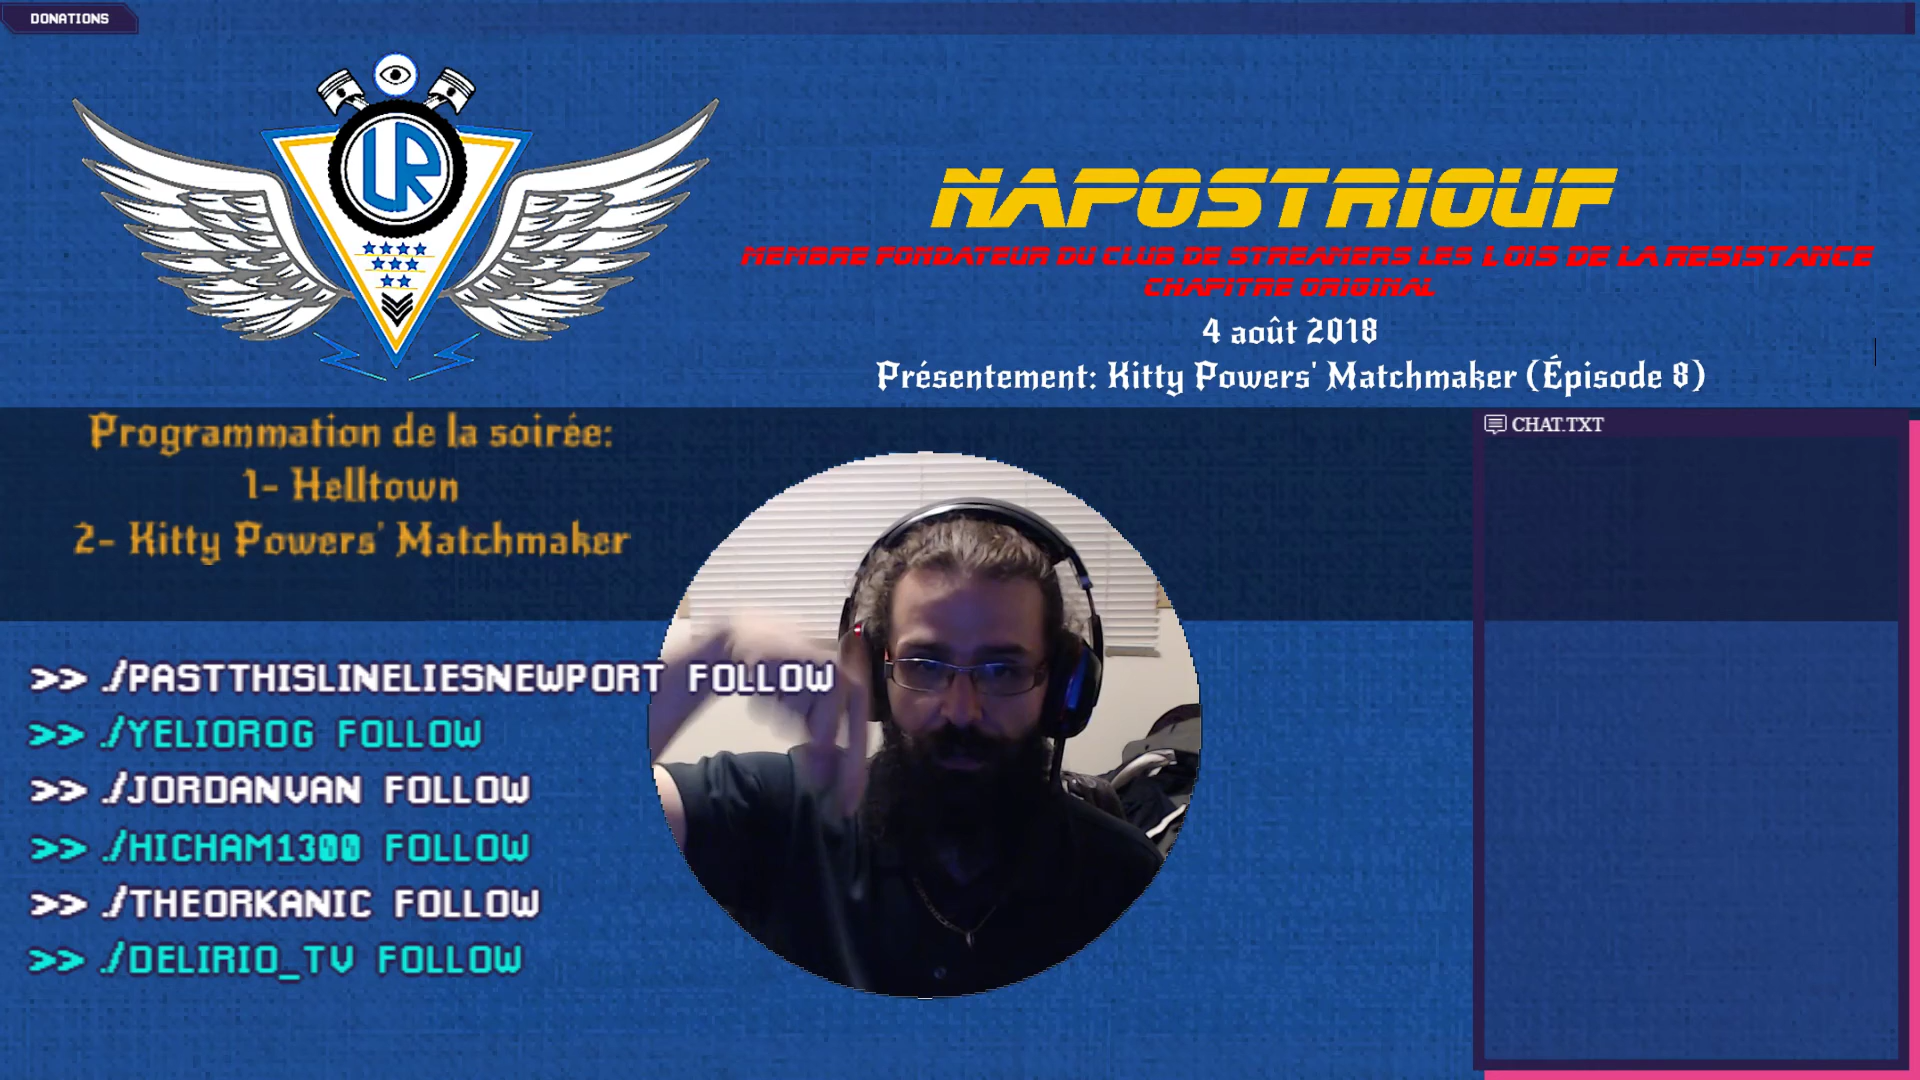 DONATIONS
LR
NAPOSTRIOUF
MEMBRE FONDATEUR DU CLUB DE STREAMERS LES LOIS DE LA RESISTANCE
CHAPITRE ORIGINAL
4 août 2018
Présentement: Kitty Powers' Matchmaker (Épisode 8)
Programmation de la soirée:
1- Helltown
2- Kitty Powers' Matchmaker
CHAT.TXT
>> ./PASTTHISLINELIESNEWPORT FOLLOW
>> ./YELIOROG FOLLOW
>> ./JORDANVAN FOLLOW
>> ./HICHAM1300 FOLLOW
>> ./THEORKANIC FOLLOW
>> ./DELIRIO_TV FOLLOW